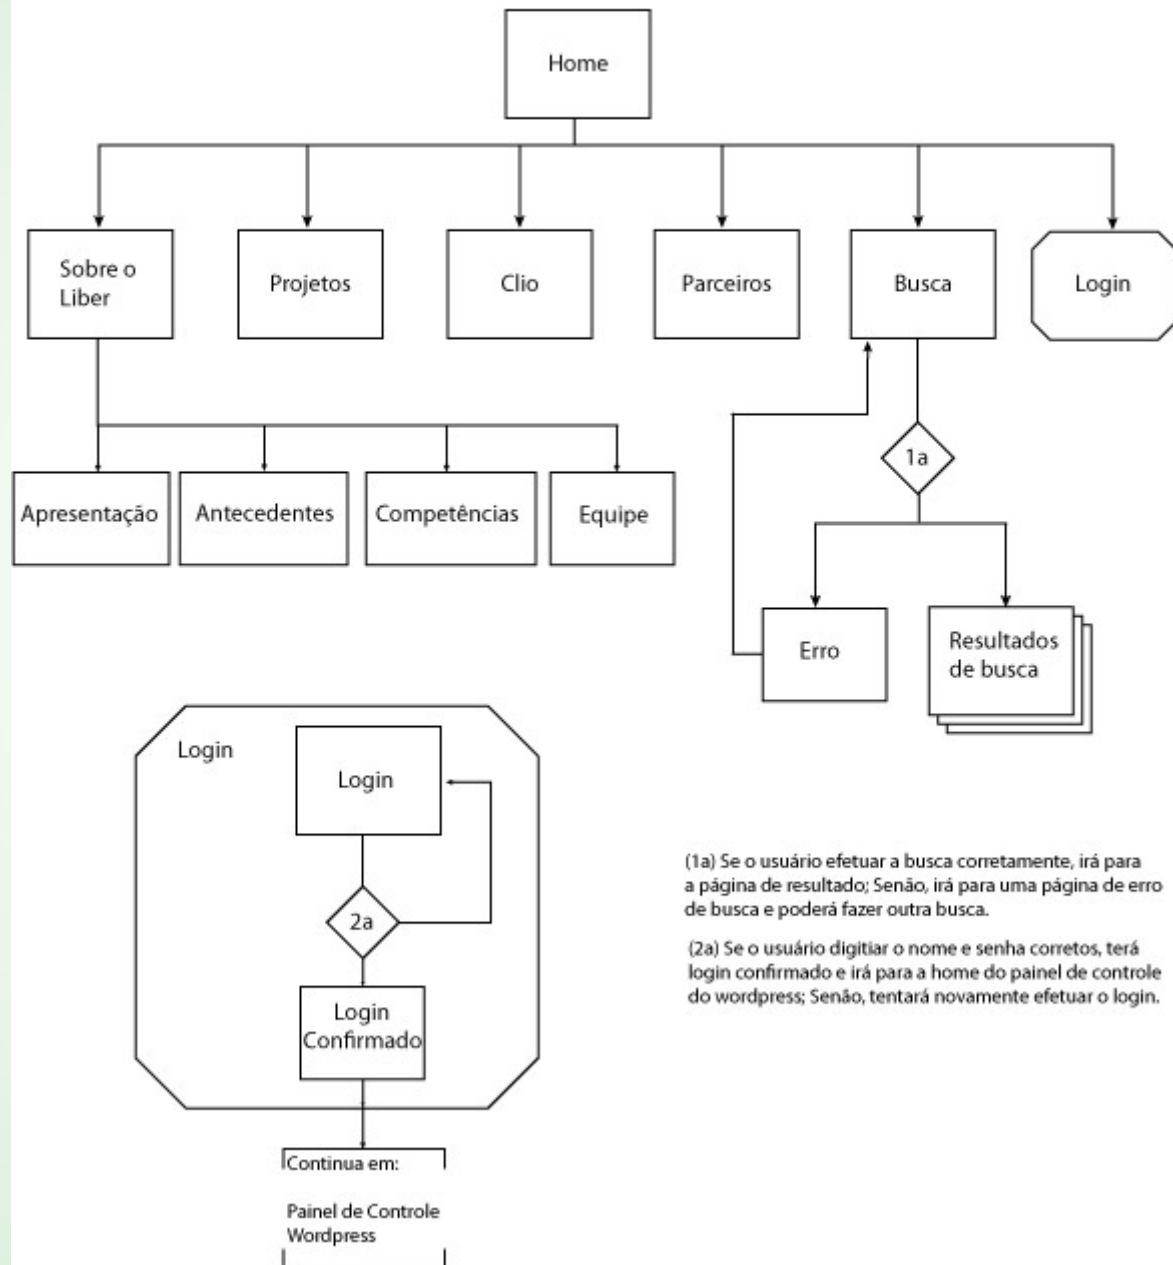 Home
Sobre o
Liber
Projetos
Clio
Parceiros
Busca
Login
1a
Apresentação
Antecedentes
Competências
Equipe
Erro
Resultados
de busca
Login
Login
2a
Login
Confirmado
Continua em:
Painel de Controle
Wordpress
(1a) Se o usuário efetuar a busca corretamente, irá para
a página de resultado; Senão, irá para uma página de erro
de busca e poderá fazer outra busca.
(2a) Se o usuário digitiar o nome e senha corretos, terá
login confirmado e irá para a home do painel de controle
do wordpress; Senão, tentará novamente efetuar o login.